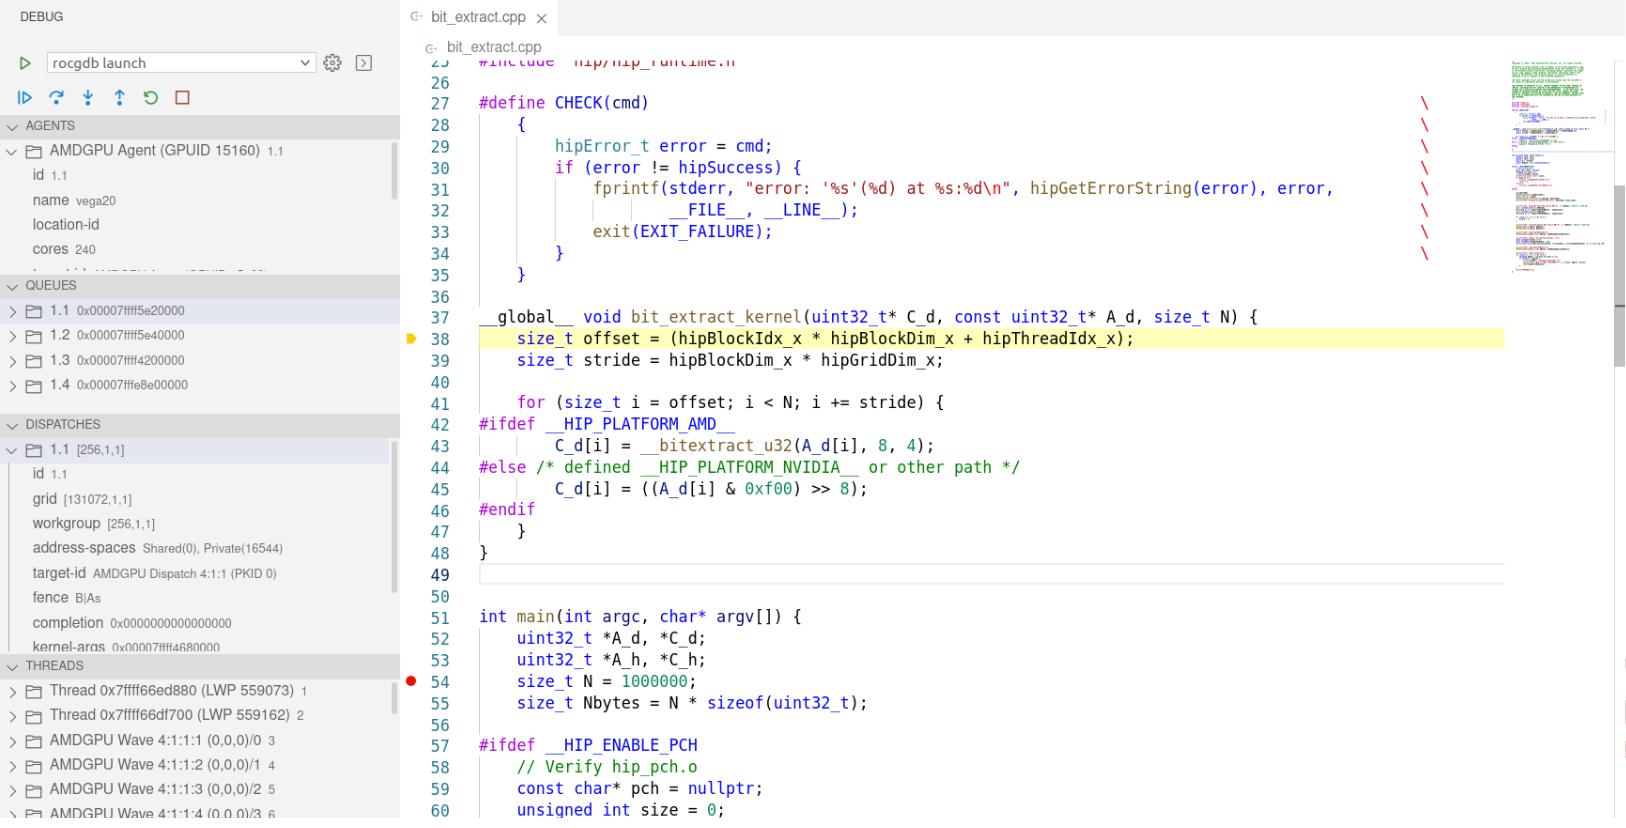 DEBUG
rocgdb launch
AGENTS
AMDGPU Agent (GPUID 15160) 1.1
id 1.1
name vega20
location-id
cores 240
QUEUES
1.1 0x00007ffff5e20000
1.2 0x00007ffff5e40000
1.3 0x00007ffff4200000
1.4 0x00007fffe8e00000
DISPATCHES
1.1 [256,1,1]
id 1.1
grid [131072,1,1]
workgroup [256,1,1]
address-spaces Shared(0), Private(16544)
target-id AMDGPU Dispatch 4:1:1 (PKID 0)
fence B|As
completion 0x0000000000000000
kernel-args 0x00007ffff4680000
THREADS
Thread 0x7ffff66ed880 (LWP 559073) 1
Thread 0x7ffff66df700 (LWP 559162) 2
AMDGPU Wave 4:1:1:1 (0,0,0)/0 3
AMDGPU Wave 4:1:1:2 (0,0,0)/1 4
AMDGPU Wave 4:1:1:3 (0,0,0)/2 5
AMDGPU Wave 4:1:1:4 (0,0,0)/3 6
bit_extract.cpp
bit_extract.cpp
25 #include "hip/hip_runtime.h"
26
27 #define CHECK(cmd) \
28 { \
29 hipError_t error = cmd; \
30 if (error != hipSuccess) { \
31 fprintf(stderr, "error: '%s'(%d) at %s:%d\n", hipGetErrorString(error), error, \
32 __FILE__, __LINE__); \
33 exit(EXIT_FAILURE); \
34 } \
35 }
36
37 __global__ void bit_extract_kernel(uint32_t* C_d, const uint32_t* A_d, size_t N) {
38 size_t offset = (hipBlockIdx_x * hipBlockDim_x + hipThreadIdx_x);
39 size_t stride = hipBlockDim_x * hipGridDim_x;
40
41 for (size_t i = offset; i < N; i += stride) {
42 #ifdef __HIP_PLATFORM_AMD__
43 C_d[i] = __bitextract_u32(A_d[i], 8, 4);
44 #else /* defined __HIP_PLATFORM_NVIDIA__ or other path */
45 C_d[i] = ((A_d[i] & 0xf00) >> 8);
46 #endif
47 }
48 }
49
50
51 int main(int argc, char* argv[]) {
52 uint32_t *A_d, *C_d;
53 uint32_t *A_h, *C_h;
54 size_t N = 1000000;
55 size_t Nbytes = N * sizeof(uint32_t);
56
57 #ifdef __HIP_ENABLE_PCH
58 // Verify hip_pch.o
59 const char* pch = nullptr;
60 unsigned int size = 0;